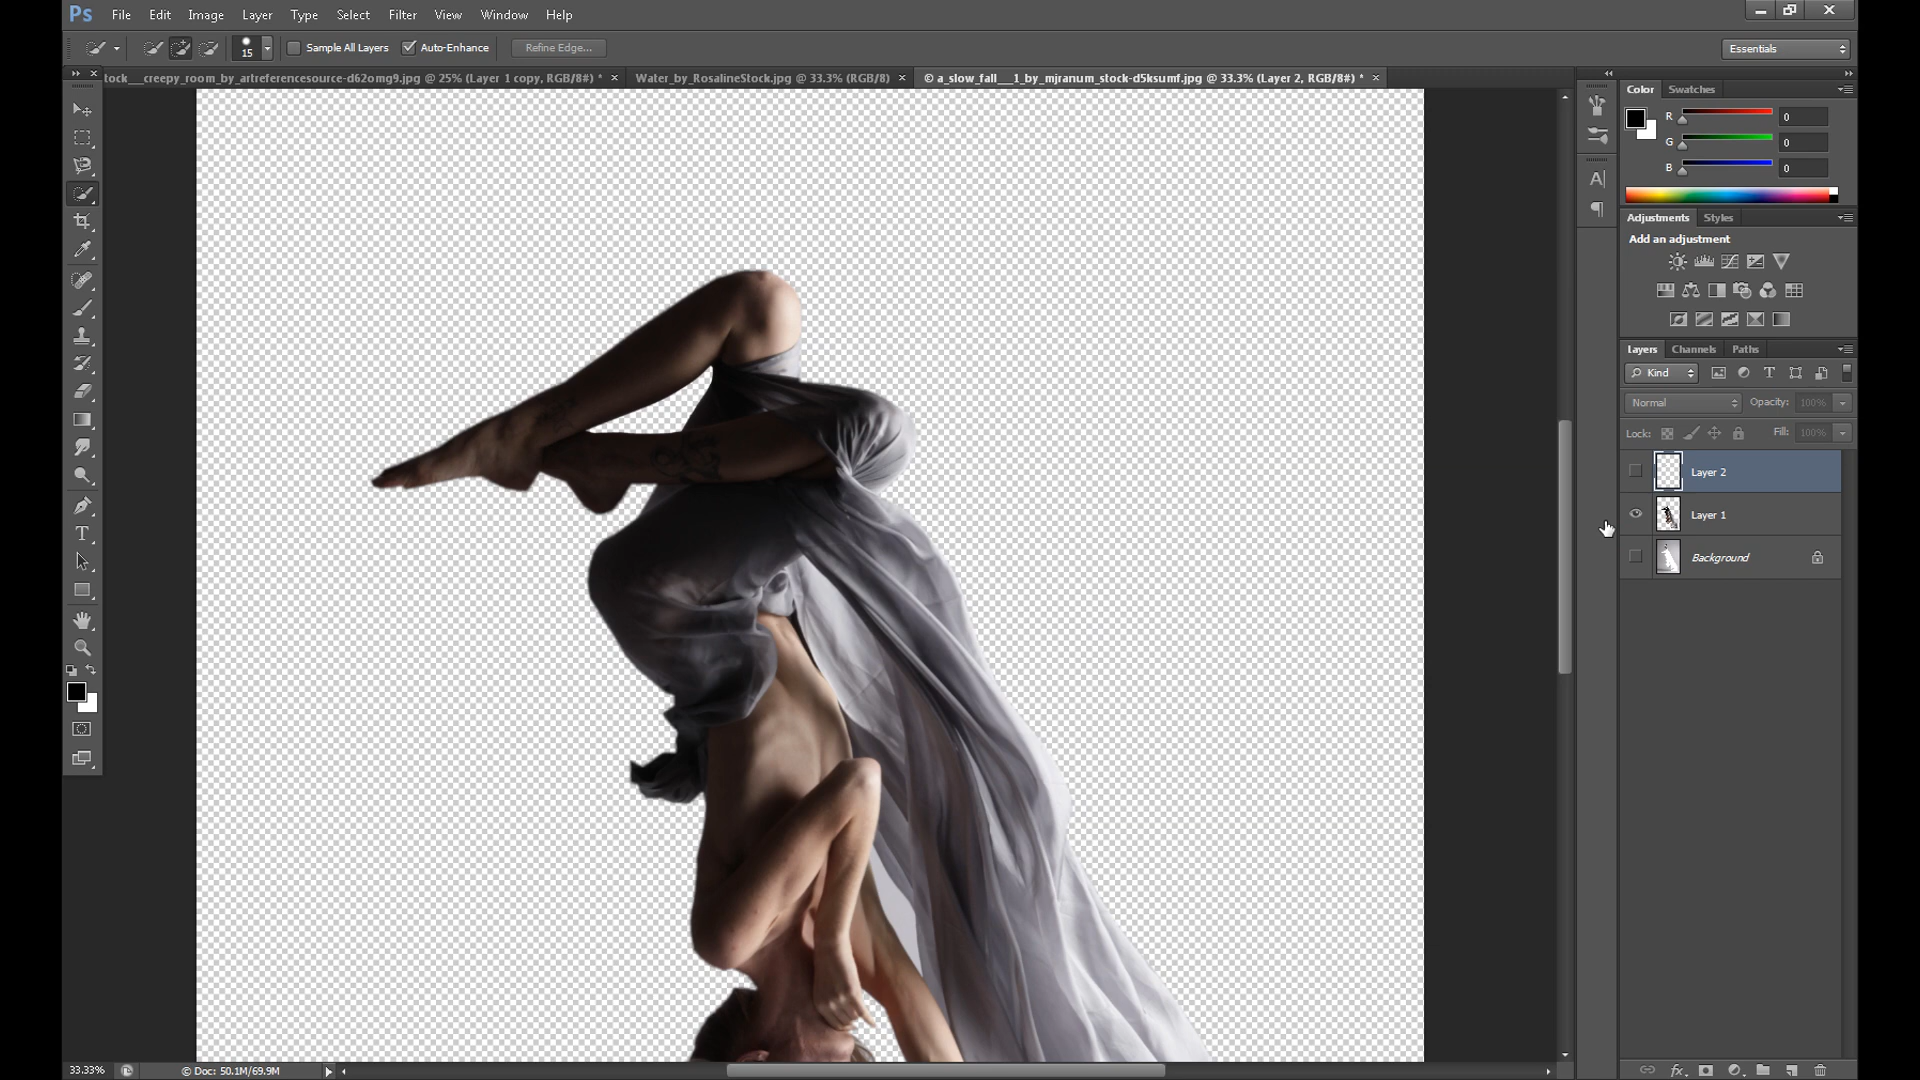 Ps File Edit Image Layer Type Select Filter View Window Help
15 Sample All Layers Auto-Enhance Refine Edge... Essentials
tock__creepy_room_by_artreferencesource-d62omg9.jpg @ 25% (Layer 1 copy, RGB/8#) * × Water_by_RosalineStock.jpg @ 33.3% (RGB/8) × © a_slow_fall___1_by_mjranum_stock-d5ksumf.jpg @ 33.3% (Layer 2, RGB/8#) * ×
Color Swatches
R 0
G 0
B 0
Adjustments Styles
Add an adjustment
Layers Channels Paths
Kind
Normal Opacity: 100%
Lock: Fill: 100%
Layer 2
Layer 1
Background
33.33% © Doc: 50.1M/69.9M